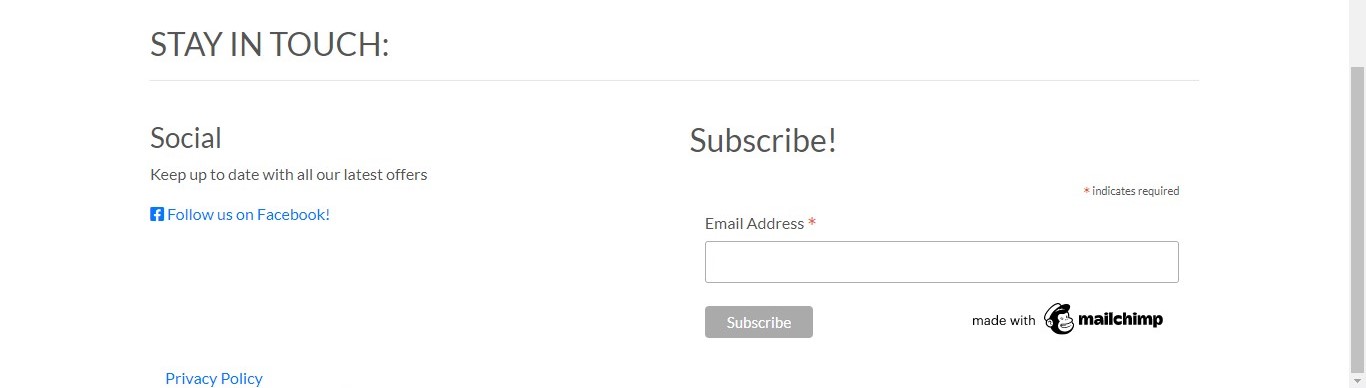 STAY IN TOUCH:
Social
Keep up to date with all our latest offers
Follow us on Facebook!
Subscribe!
* indicates required
Email Address *
Subscribe
made with mailchimp
Privacy Policy